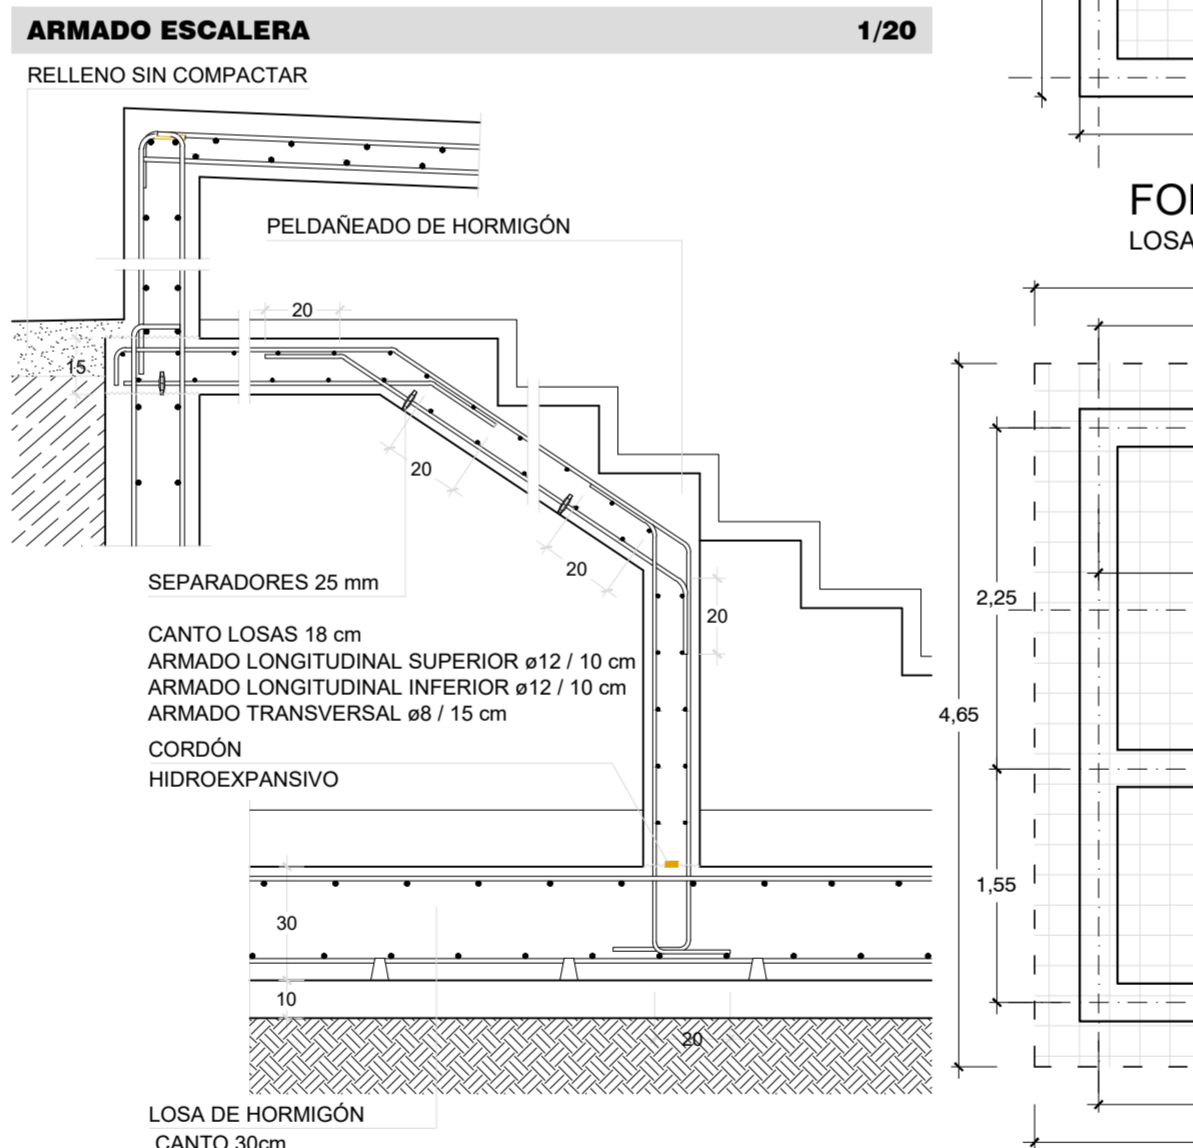 ARMADO ESCALERA 1/20
RELLENO SIN COMPACTAR
PELDAÑEADO DE HORMIGÓN
20
15
20
20
20
SEPARADORES 25 mm
CANTO LOSAS 18 cm
ARMADO LONGITUDINAL SUPERIOR ø12 / 10 cm
ARMADO LONGITUDINAL INFERIOR ø12 / 10 cm
ARMADO TRANSVERSAL ø8 / 15 cm
CORDÓN
HIDROEXPANSIVO
30
10
20
LOSA DE HORMIGÓN
CANTO 30cm
LOSA
2,25
4,65
1,55